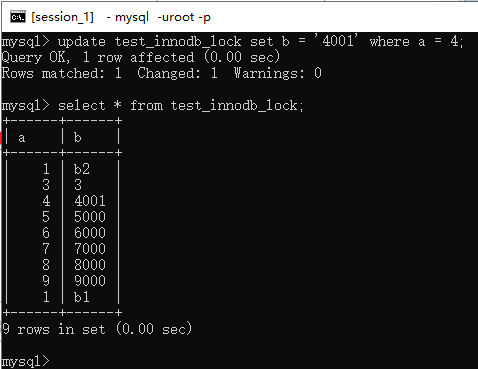 [session_1] - mysql -uroot -p
mysql> update test_innodb_lock set b = '4001' where a = 4;
Query OK, 1 row affected (0.00 sec)
Rows matched: 1  Changed: 1  Warnings: 0
mysql> select * from test_innodb_lock;
+------+------+
| a    | b    |
+------+------+
|    1 | b2   |
|    3 | 3    |
|    4 | 4001 |
|    5 | 5000 |
|    6 | 6000 |
|    7 | 7000 |
|    8 | 8000 |
|    9 | 9000 |
|    1 | b1   |
+------+------+
9 rows in set (0.00 sec)
mysql>